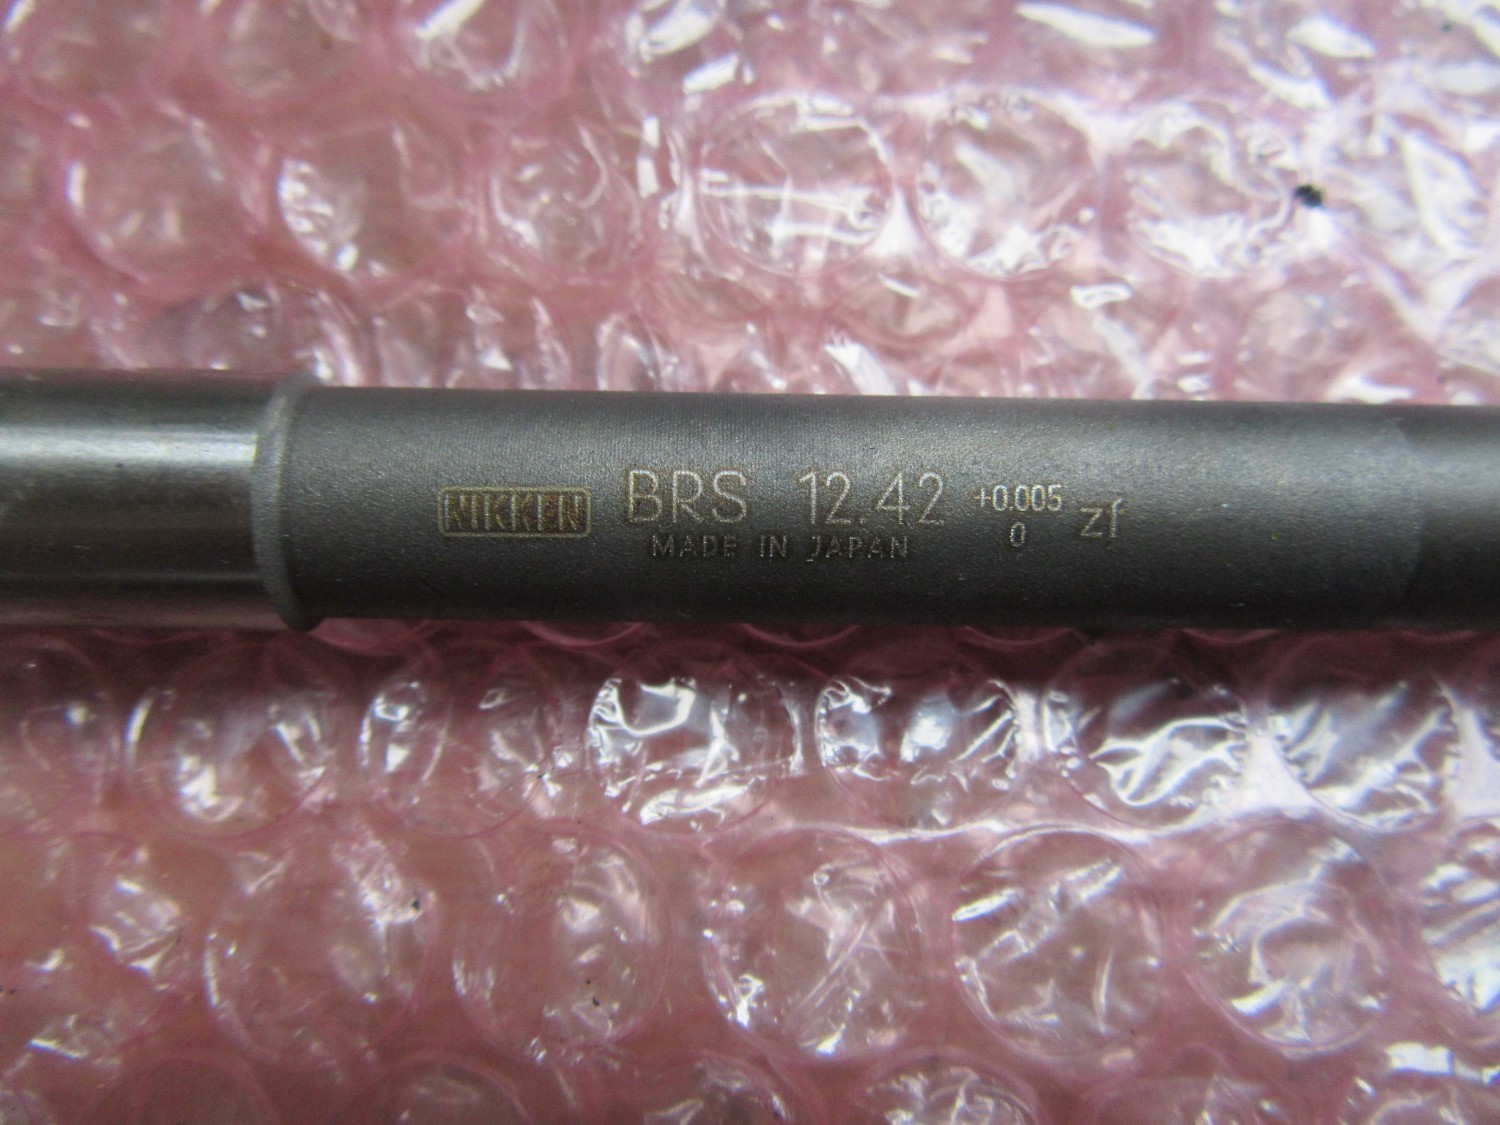 NIKKEN BRS 12.42 +0.005 zf
0
MADE IN JAPAN